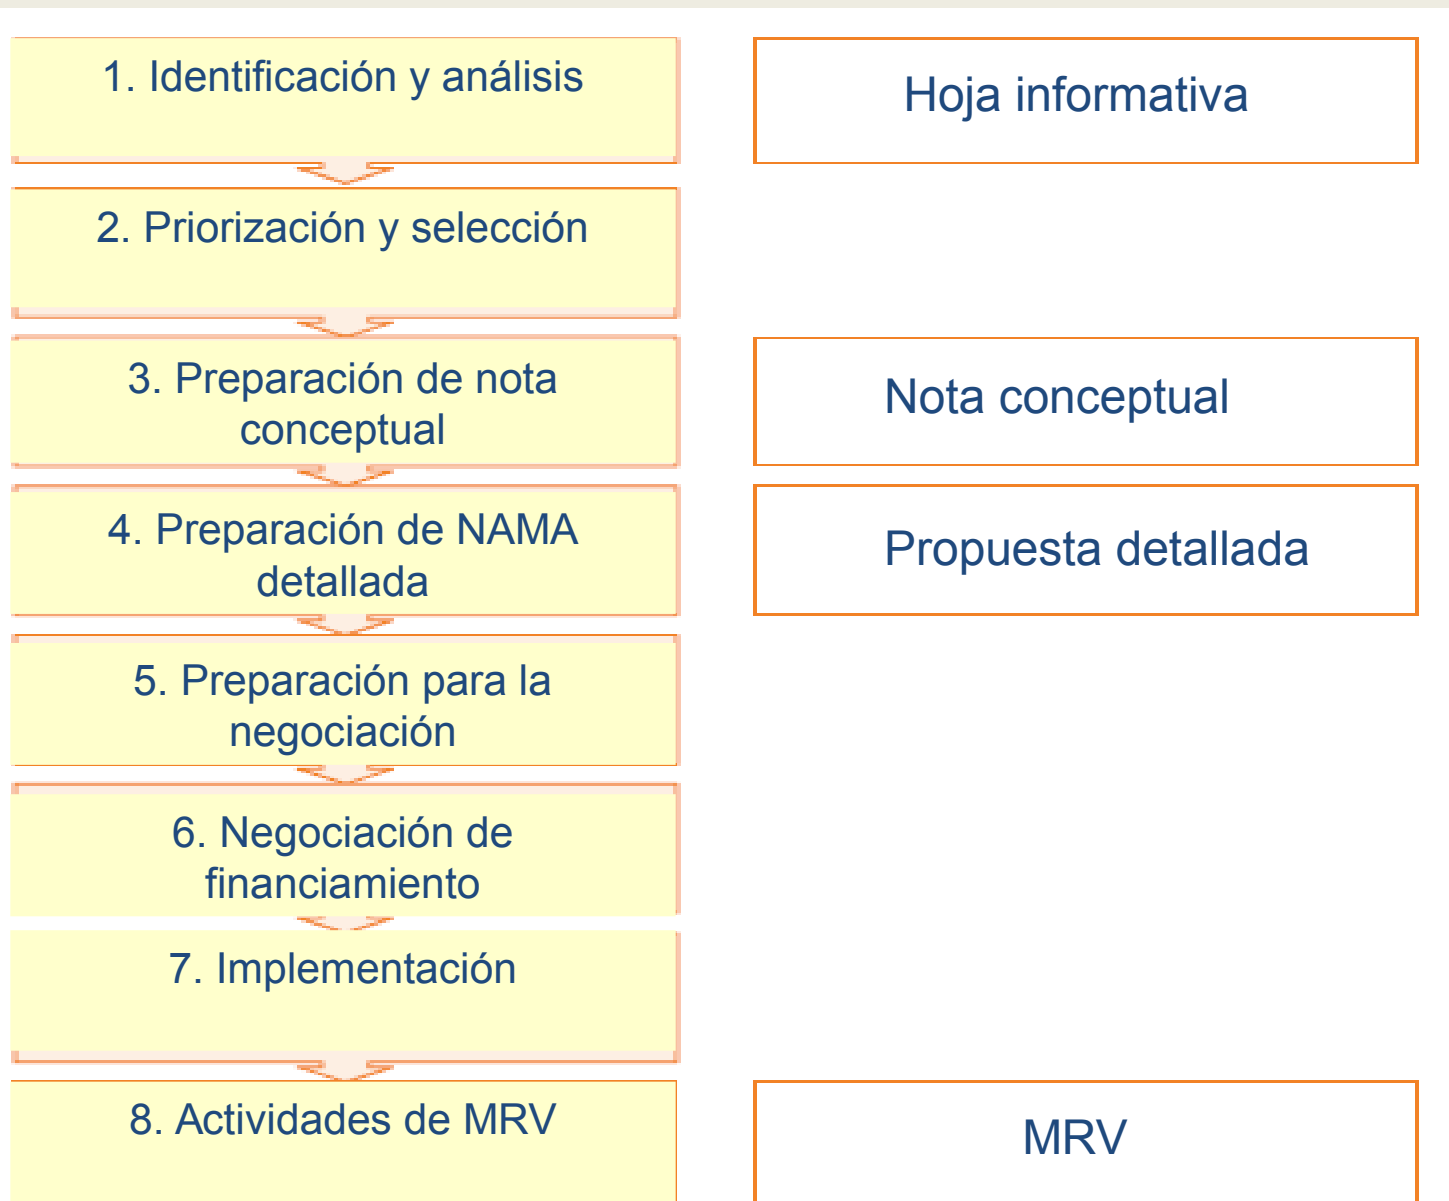 1. Identificación y análisis
Hoja informativa
2. Priorización y selección
3. Preparación de nota
conceptual
Nota conceptual
4. Preparación de NAMA
detallada
Propuesta detallada
5. Preparación para la
negociación
6. Negociación de
financiamiento
7. Implementación
8. Actividades de MRV
MRV